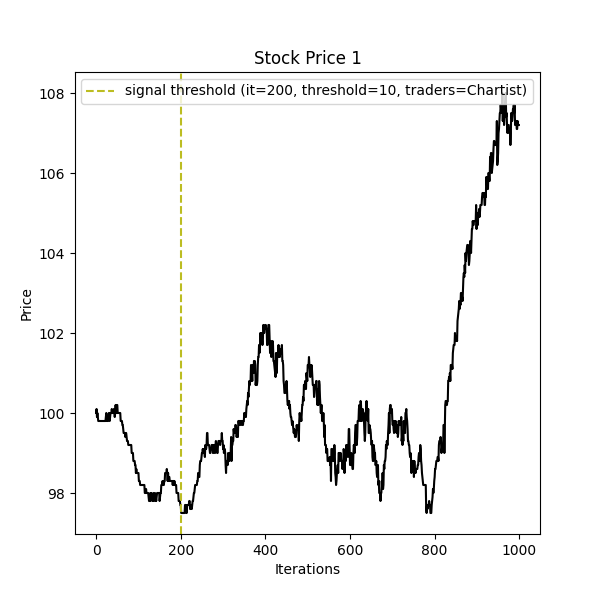 Stock Price 1
signal threshold (it=200, threshold=10, traders=Chartist)
108
106
104
102
100
98
Price
0 200 400 600 800 1000
Iterations